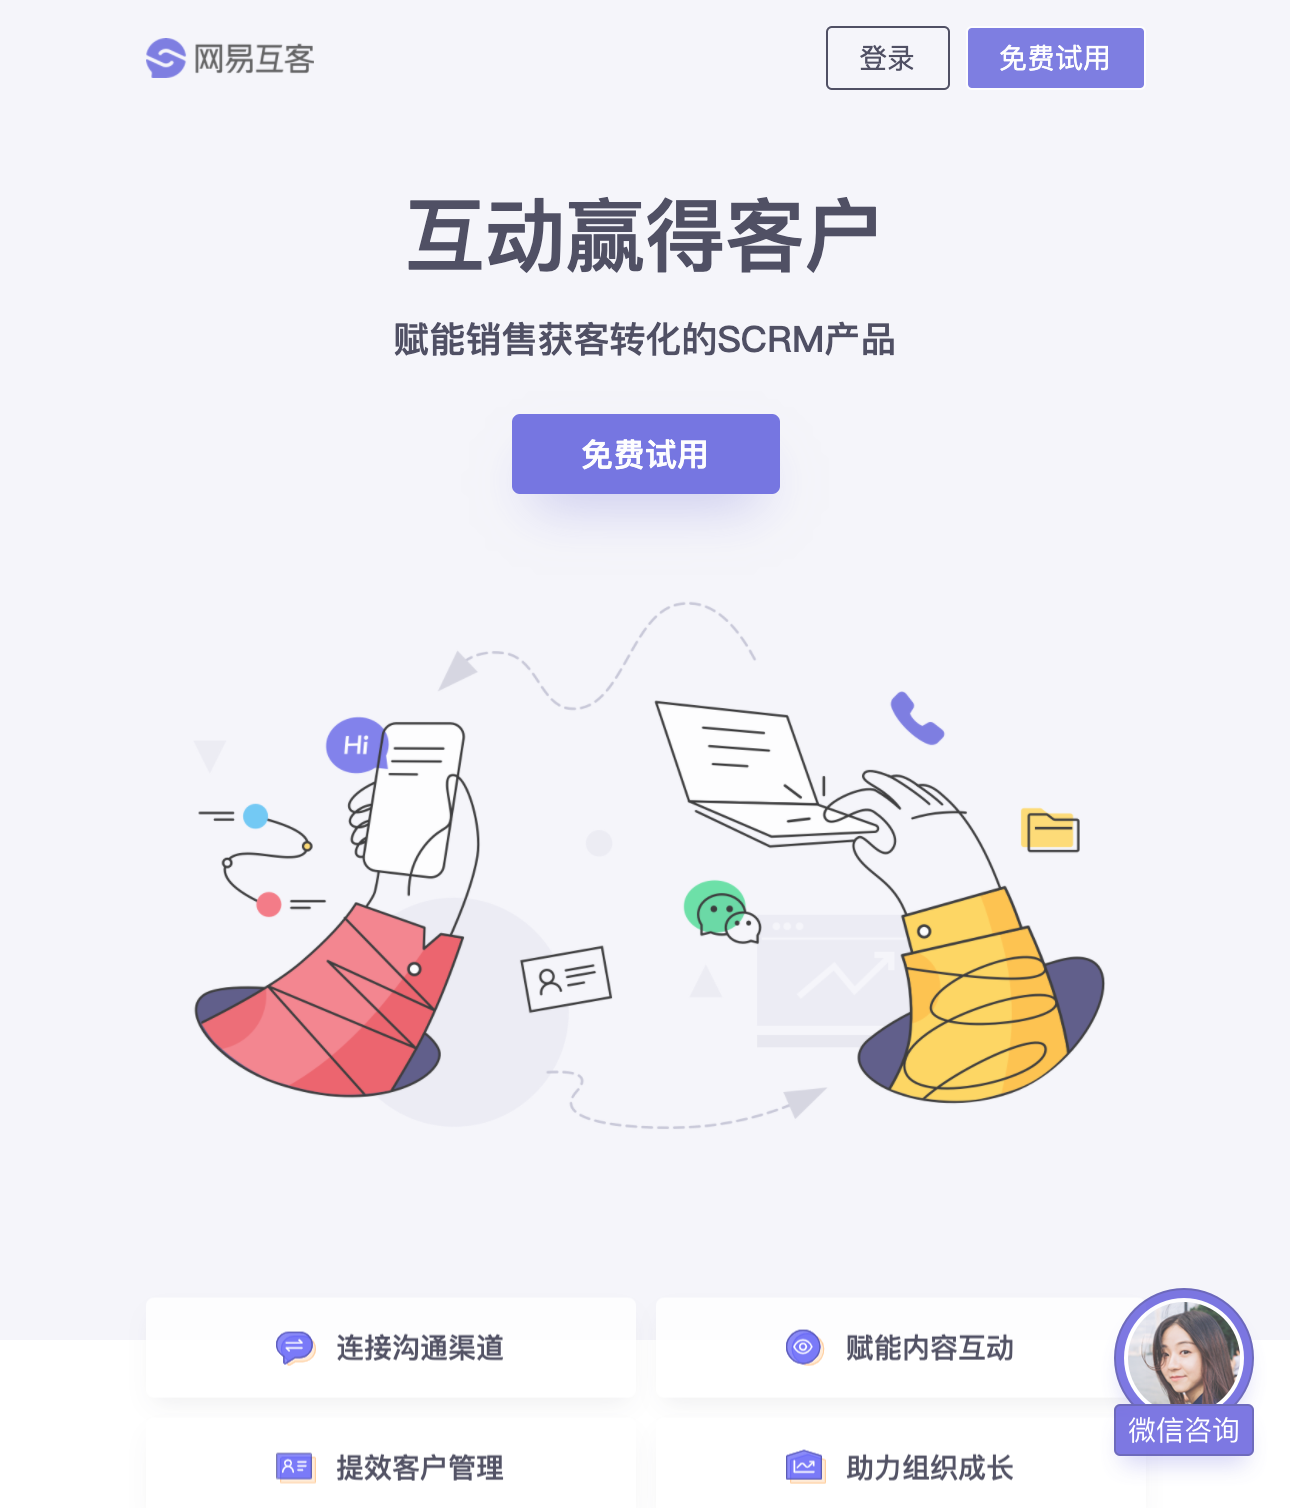 网易互客
登录
免费试用
互动赢得客户
赋能销售获客转化的SCRM产品
免费试用
Hi
连接沟通渠道
赋能内容互动
微信咨询
提效客户管理
助力组织成长